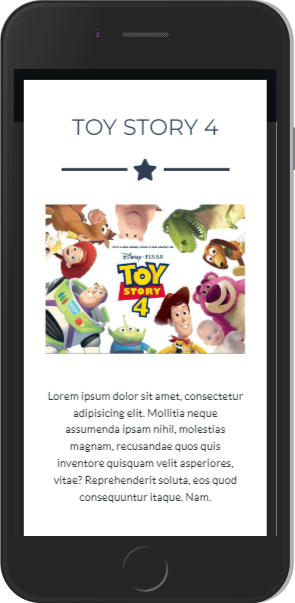 TOY STORY 4
Disney · PIXAR
TOY
STORY
4
Lorem ipsum dolor sit amet, consectetur
adipisicing elit. Mollitia neque
assumenda ipsam nihil, molestias
magnam, recusandae quos quis
inventore quisquam velit asperiores,
vitae? Reprehenderit soluta, eos quod
consequuntur itaque. Nam.